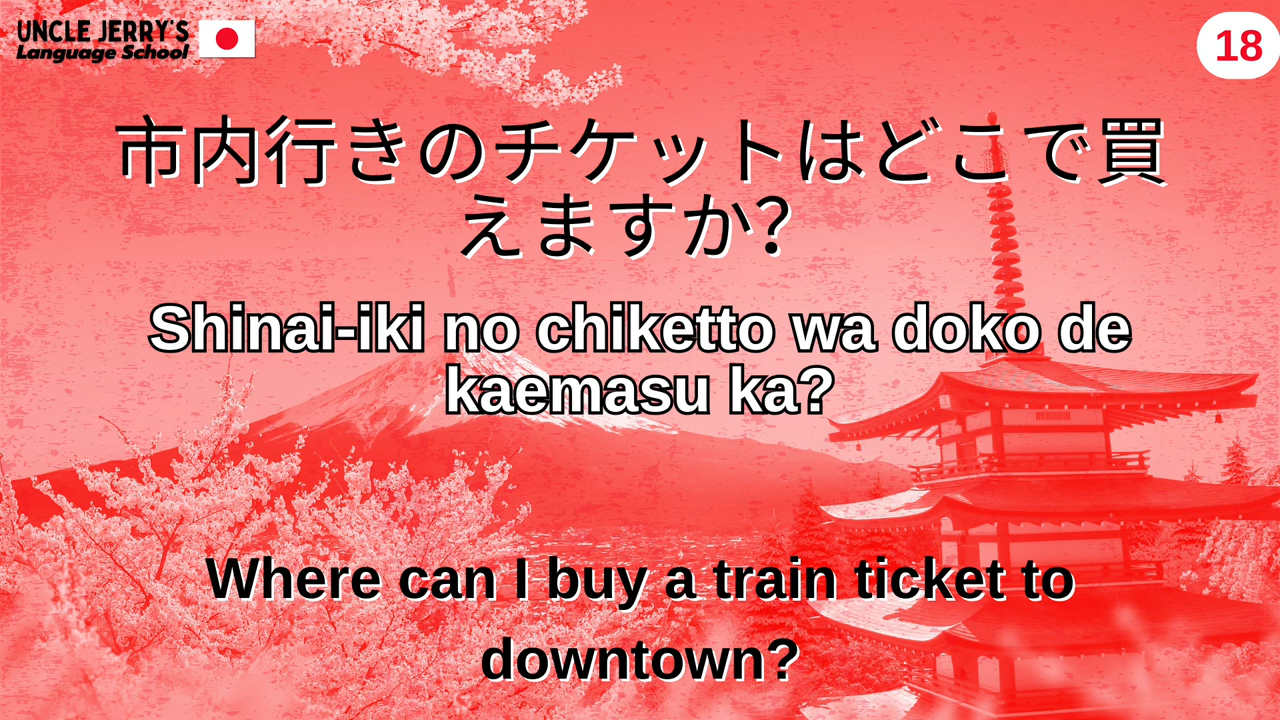 UNCLE JERRY'S
Language School
18
市内行きのチケットはどこで買
えますか?
Shinai-iki no chiketto wa doko de
kaemasu ka?
Where can I buy a train ticket to
downtown?